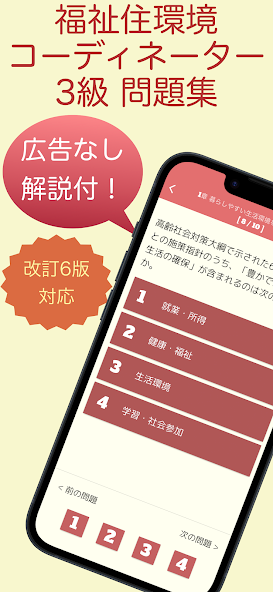 福祉住環境
コーディネーター
3級 問題集
広告なし
解説付！
改訂6版
対応
1章 暮らしやすい生活環境を
[ 8 / 10 ]
高齢社会対策大綱で示された6
との施策指針のうち、「豊かで
生活の確保」が含まれるのは次の
か。
1 就業・所得
2 健康・福祉
3 生活環境
4 学習・社会参加
< 前の問題
次の問題 >
1 2 3 4